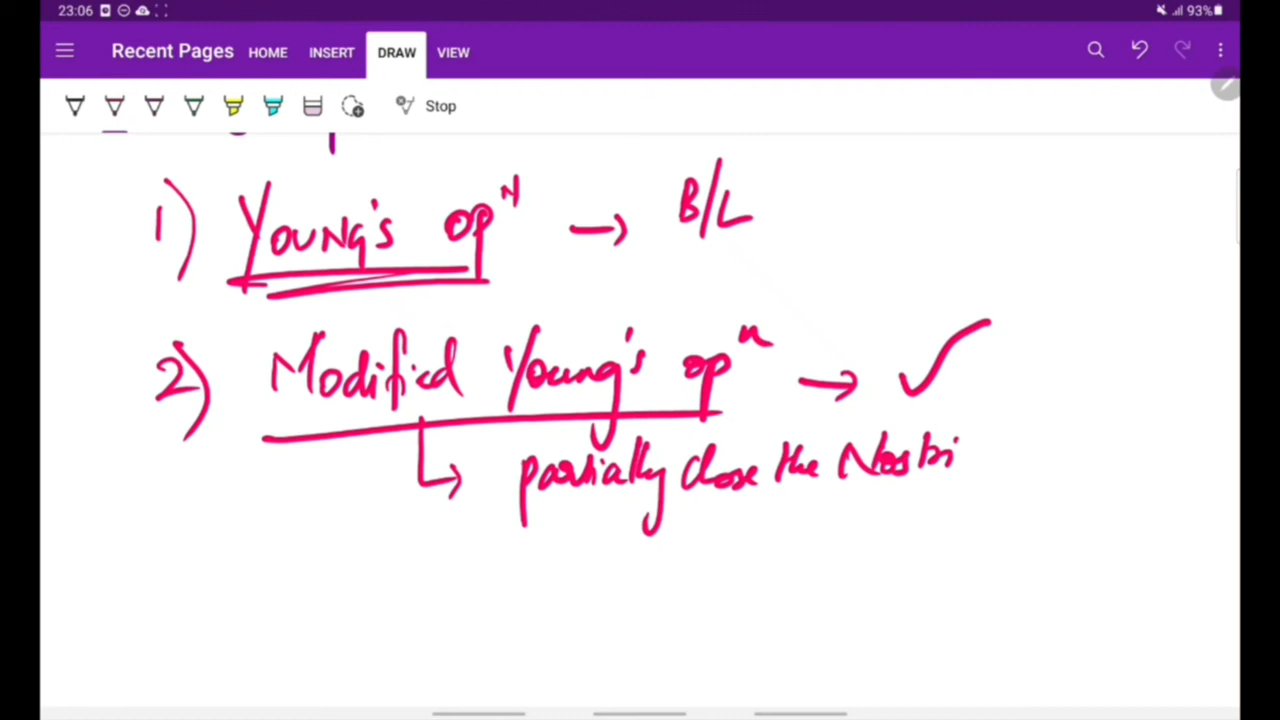 23:06 93%
Recent Pages HOME INSERT DRAW VIEW
Stop
1) Young's opⁿ → B/L
2) Modified Young's opⁿ → ✓
↳ partially close the Nostri